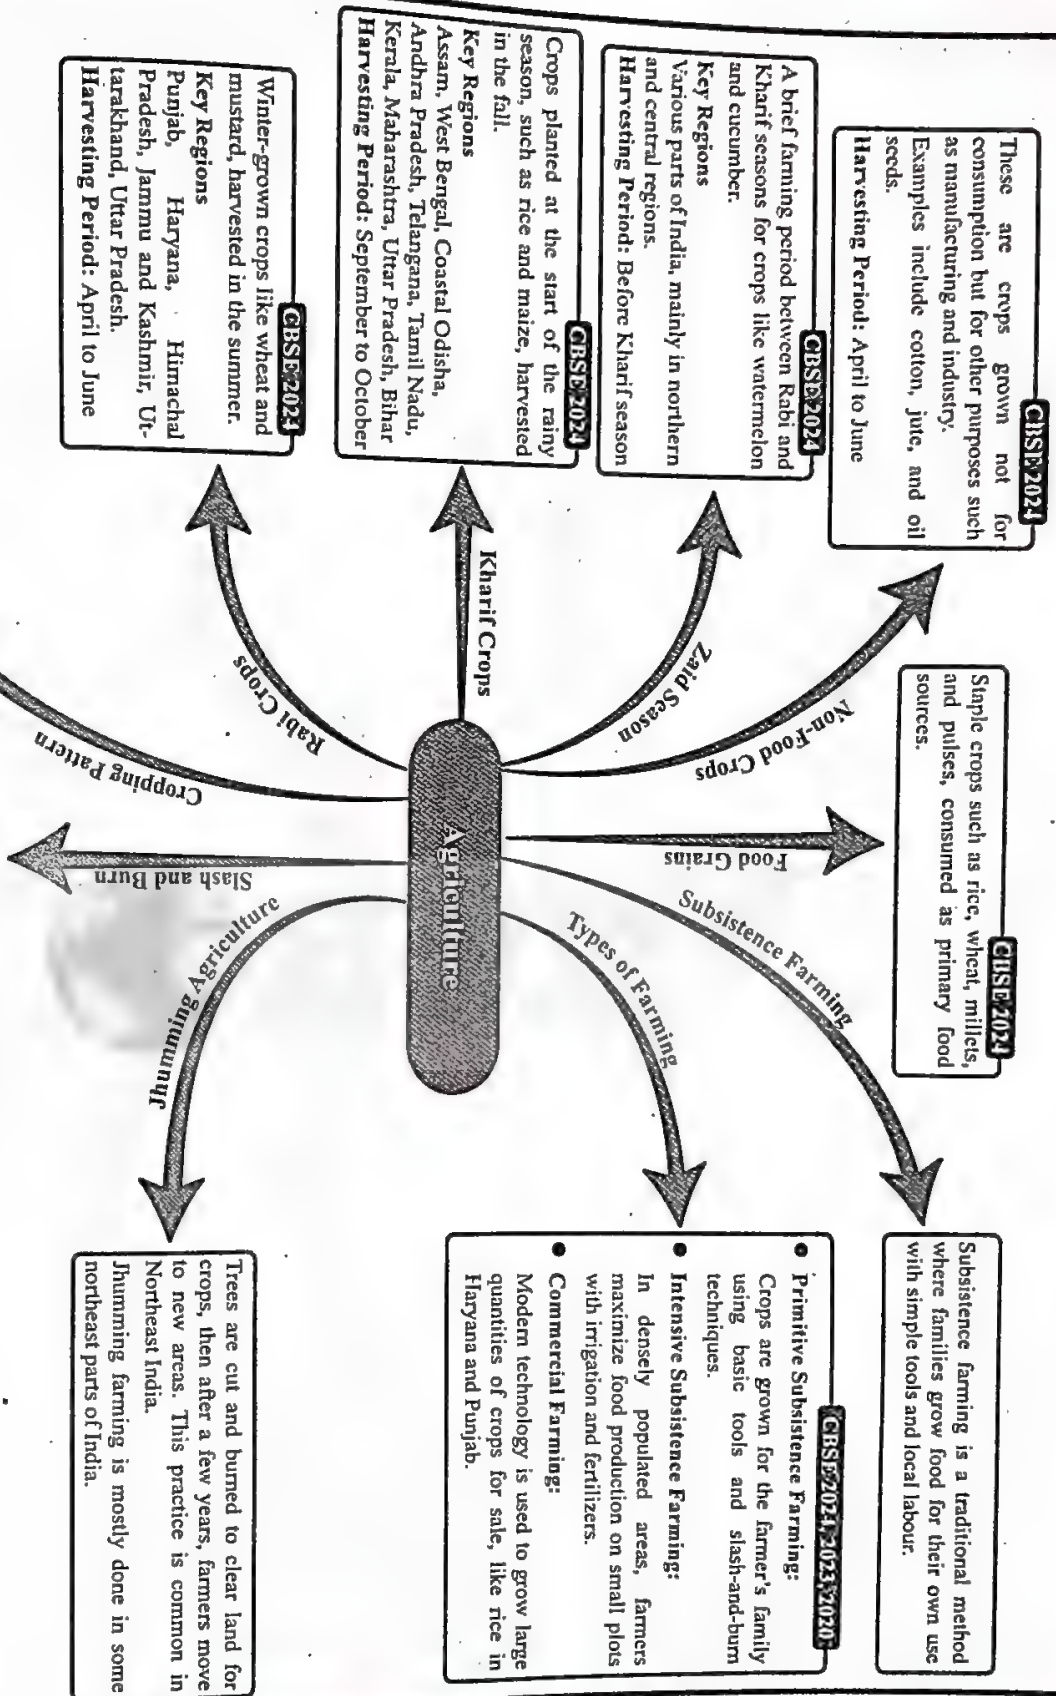 CBSE 2024
These are crops grown not for
consumption but for other purposes such
as manufacturing and industry.
Examples include cotton, jute, and oil
seeds.
Harvesting Period: April to June
Non-Food Crops
CBSE 2024
Staple crops such as rice, wheat, millets,
and pulses, consumed as primary food
sources.
Food Grains
Subsistence farming is a traditional method
where families grow food for their own use
with simple tools and local labour.
Subsistence Farming
CBSE 2024
A brief farming period between Rabi and
Kharif seasons for crops like watermelon
and cucumber.
Key Regions
Various parts of India, mainly in northern
and central regions.
Harvesting Period: Before Kharif season
Zaid Season
CBSE 2024, 2023, 2020
• Primitive Subsistence Farming:
Crops are grown for the farmer's family
using basic tools and slash-and-burn
techniques.
• Intensive Subsistence Farming:
In densely populated areas, farmers
maximize food production on small plots
with irrigation and fertilizers.
• Commercial Farming:
Modern technology is used to grow large
quantities of crops for sale, like rice in
Haryana and Punjab.
Types of Farming
CBSE 2024
Crops planted at the start of the rainy
season, such as rice and maize, harvested
in the fall.
Key Regions
Assam, West Bengal, Coastal Odisha,
Andhra Pradesh, Telangana, Tamil Nadu,
Kerala, Maharashtra, Uttar Pradesh, Bihar
Harvesting Period: September to October
Kharif Crops
Agriculture
CBSE 2024
Winter-grown crops like wheat and
mustard, harvested in the summer.
Key Regions
Punjab, Haryana, Himachal
Pradesh, Jammu and Kashmir, Ut-
tarakhand, Uttar Pradesh.
Harvesting Period: April to June
Rabi Crops
Cropping Pattern
Slash and Burn
Jhumming Agriculture
Trees are cut and burned to clear land for
crops, then after a few years, farmers move
to new areas. This practice is common in
Northeast India.
Jhumming farming is mostly done in some
northeast parts of India.